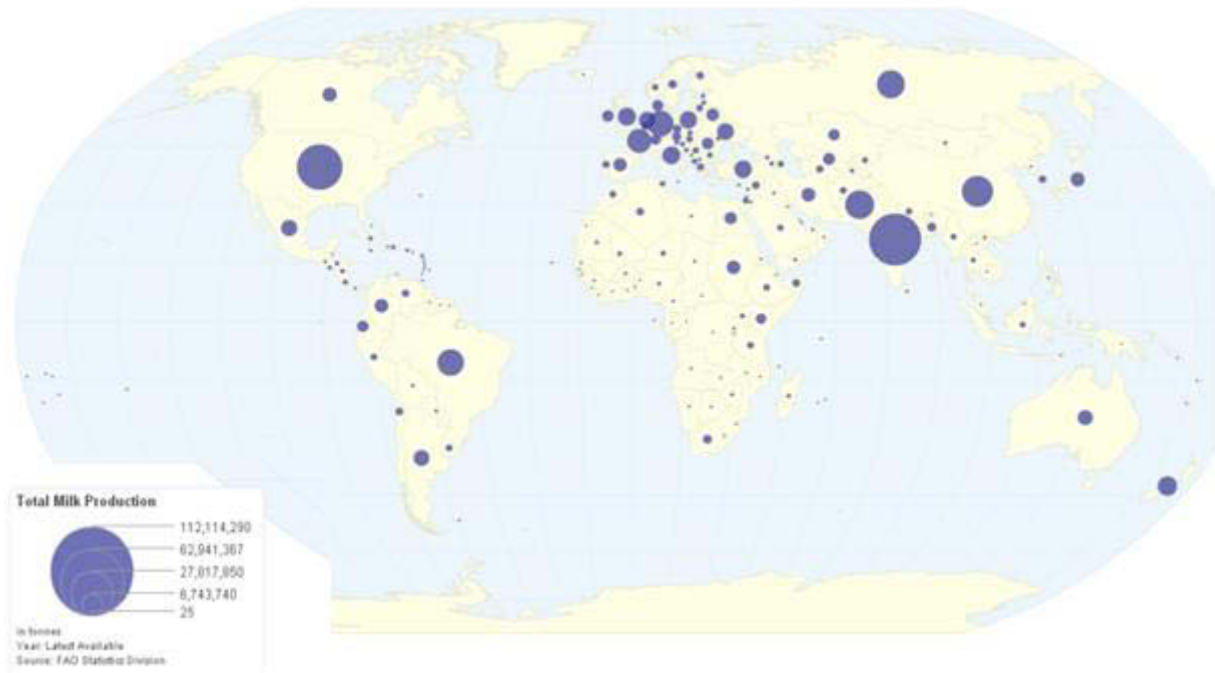 Total Milk Production
112,114,290
62,941,367
27,817,850
6,743,740
25
in tonnes
Year: Latest Available
Source: FAO Statistics Division